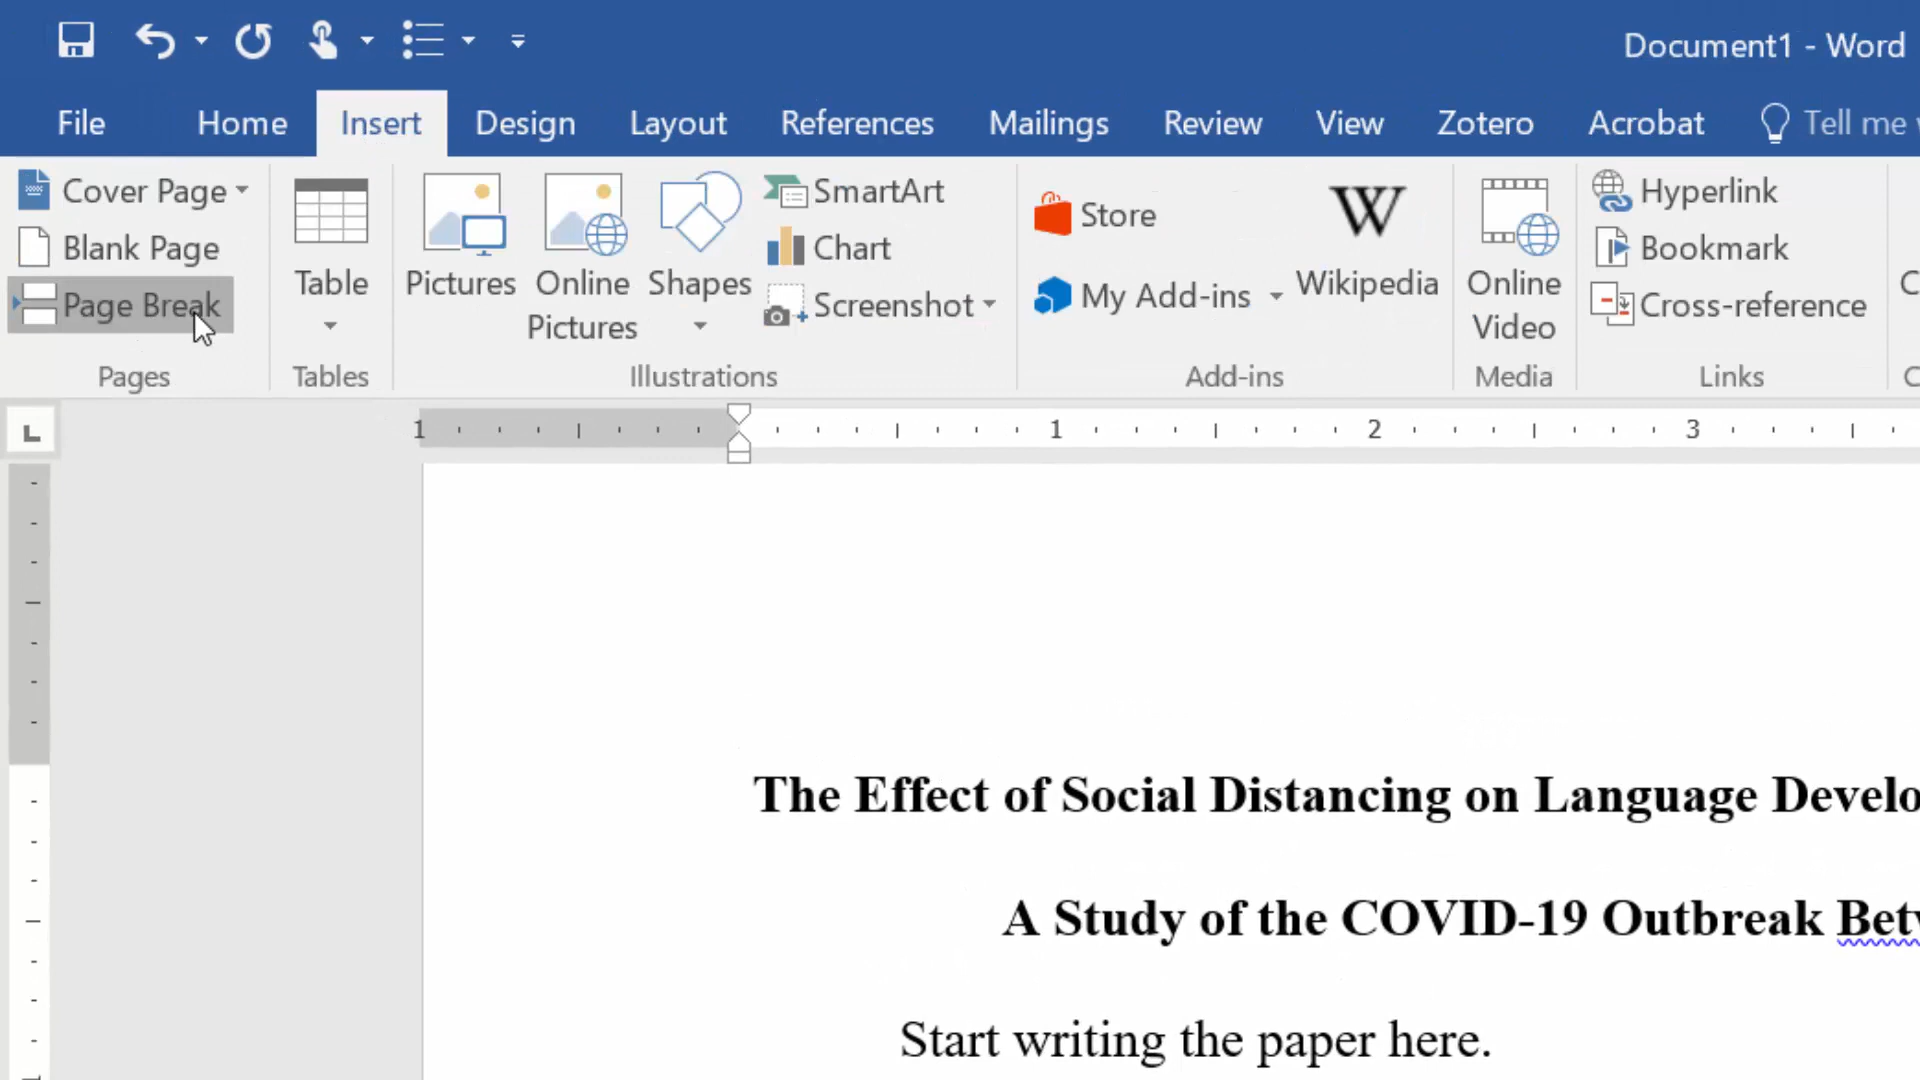 Document1 - Word
File Home Insert Design Layout References Mailings Review View Zotero Acrobat Tell me
Cover Page
Blank Page
Page Break
Pages
Table
Tables
Pictures
Online
Pictures
Shapes
SmartArt
Chart
Screenshot
Illustrations
Store
My Add-ins
W
Wikipedia
Add-ins
Online
Video
Media
Hyperlink
Bookmark
Cross-reference
Links
L
1 1 2 3
The Effect of Social Distancing on Language Develo
A Study of the COVID-19 Outbreak Betw
Start writing the paper here.